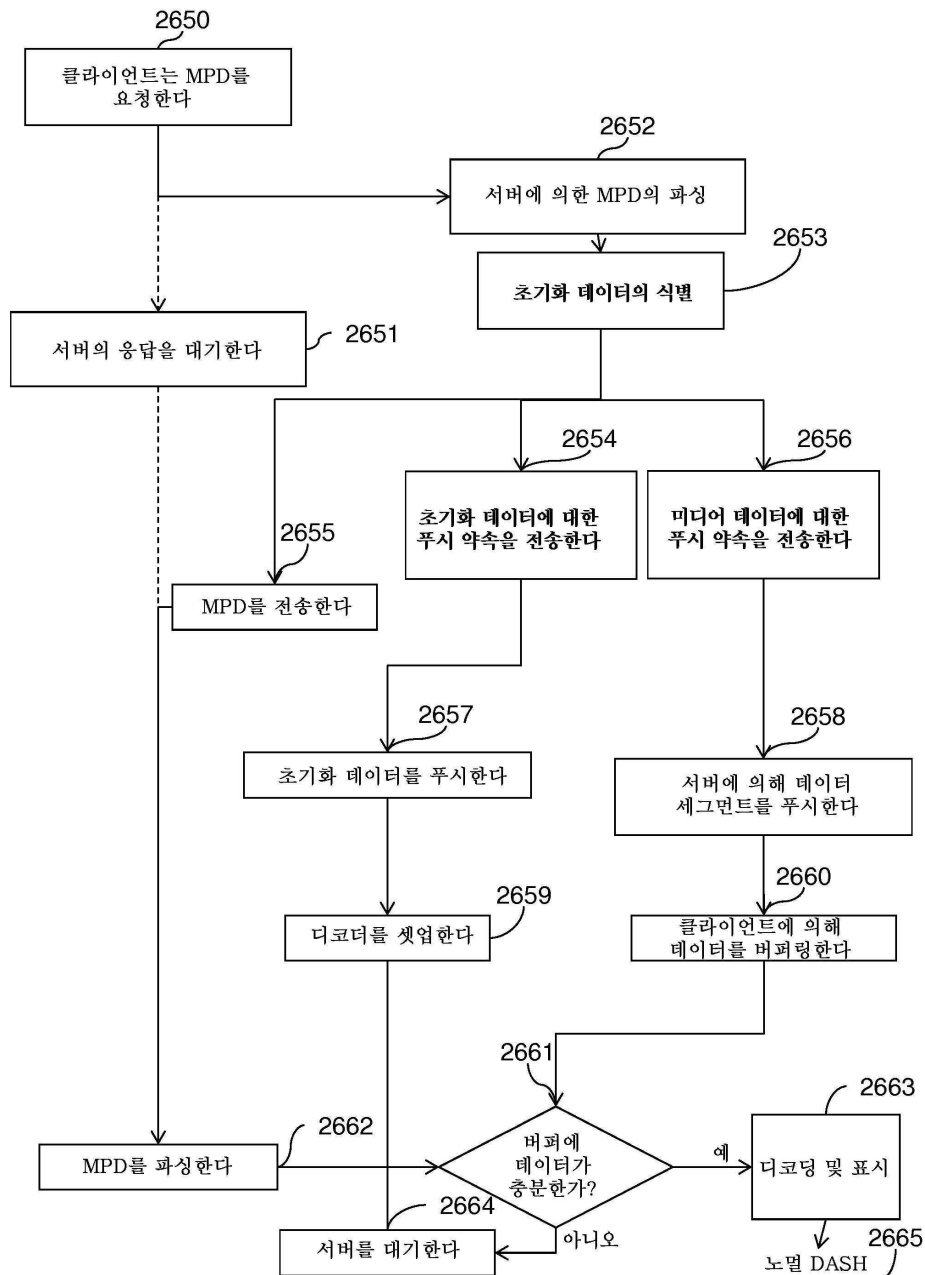 2650
클라이언트는 MPD를
요청한다
2652
서버에 의한 MPD의 파싱
2653
초기화 데이터의 식별
2651
서버의 응답을 대기한다
2654
초기화 데이터에 대한
푸시 약속을 전송한다
2656
미디어 데이터에 대한
푸시 약속을 전송한다
2655
MPD를 전송한다
2657
초기화 데이터를 푸시한다
2658
서버에 의해 데이터
세그먼트를 푸시한다
2659
디코더를 셋업한다
2660
클라이언트에 의해
데이터를 버퍼링한다
2661
버퍼에
데이터가
충분한가?
2662
MPD를 파싱한다
예
2663
디코딩 및 표시
아니오
2664
서버를 대기한다
2665
노멀 DASH